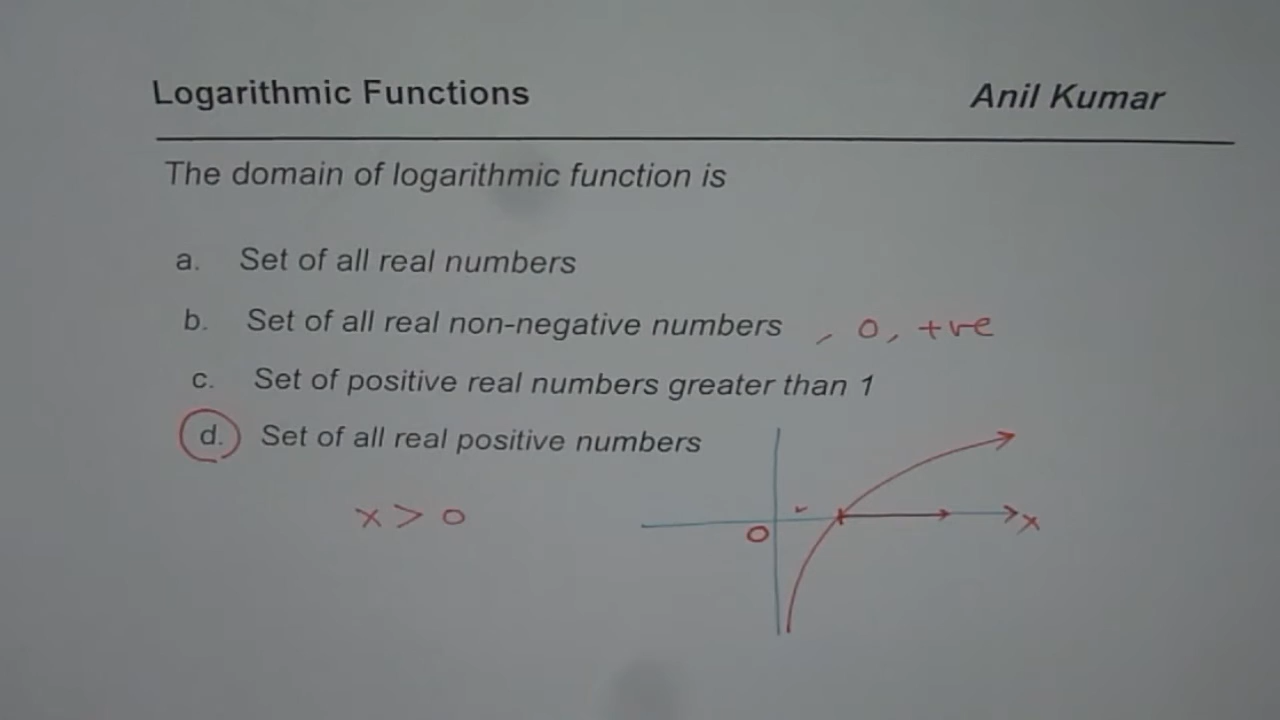 Logarithmic Functions Anil Kumar
The domain of logarithmic function is
a. Set of all real numbers
b. Set of all real non-negative numbers , 0, +ve
c. Set of positive real numbers greater than 1
d. Set of all real positive numbers
x > 0
0 x